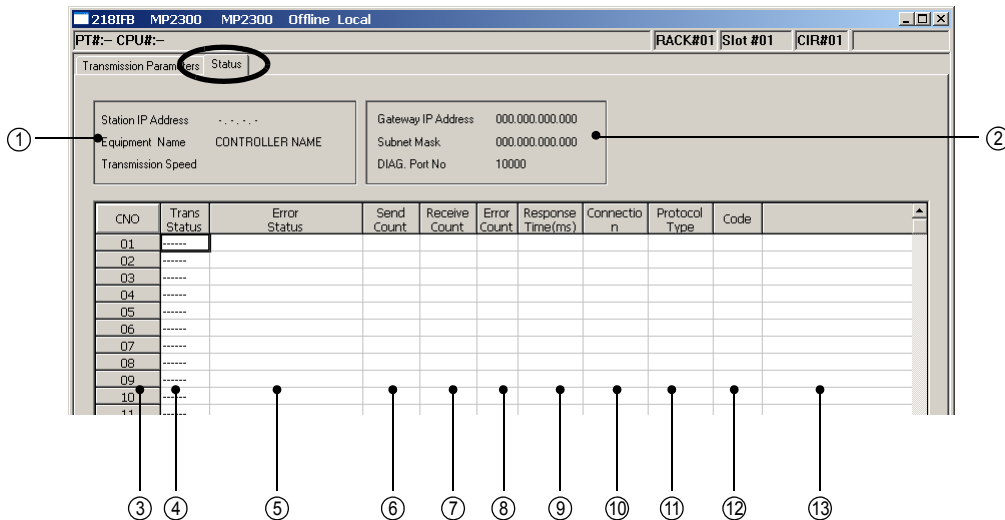 218IFB MP2300 MP2300 Offline Local
PT#:– CPU#:–
RACK#01 Slot #01 CIR#01
Transmission Parameters Status
Station IP Address -.-.-.-
Equipment Name CONTROLLER NAME
Transmission Speed
Gateway IP Address 000.000.000.000
Subnet Mask 000.000.000.000
DIAG. Port No 10000
①
②
CNO Trans Status Error Status Send Count Receive Count Error Count Response Time(ms) Connectio n Protocol Type Code
01 ------
02 ------
03 ------
04 ------
05 ------
06 ------
07 ------
08 ------
09 ------
10 ------
11 ------
③ ④ ⑤ ⑥ ⑦ ⑧ ⑨ ⑩ ⑪ ⑫ ⑬